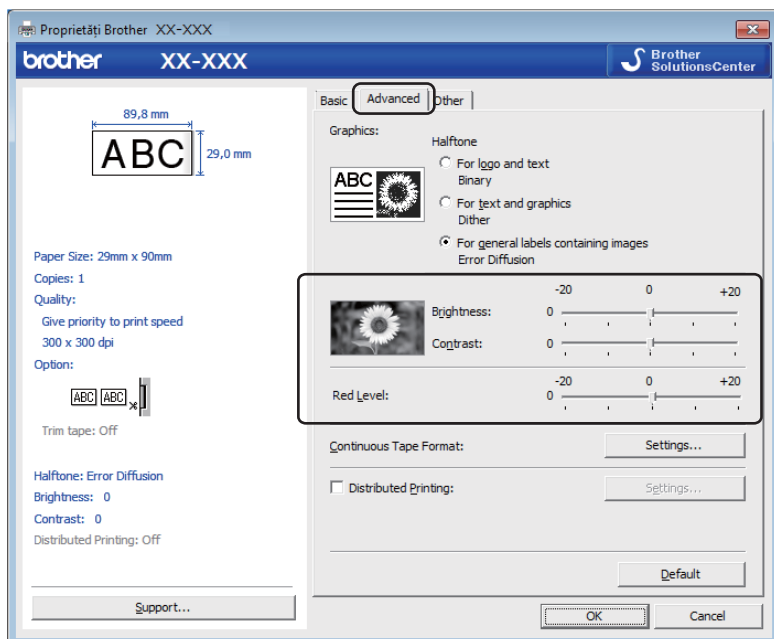 Proprietăți Brother XX-XXX
brother XX-XXX
Brother
SolutionsCenter
89,8 mm
ABC
29,0 mm
Paper Size: 29mm x 90mm
Copies: 1
Quality:
Give priority to print speed
300 x 300 dpi
Option:
ABC ABC
Trim tape: Off
Halftone: Error Diffusion
Brightness: 0
Contrast: 0
Distributed Printing: Off
Support...
Basic Advanced Other
Graphics:
ABC
Halftone
For logo and text
Binary
For text and graphics
Dither
For general labels containing images
Error Diffusion
-20 0 +20
Brightness: 0
Contrast: 0
-20 0 +20
Red Level: 0
Continuous Tape Format: Settings...
Distributed Printing: Settings...
Default
OK Cancel